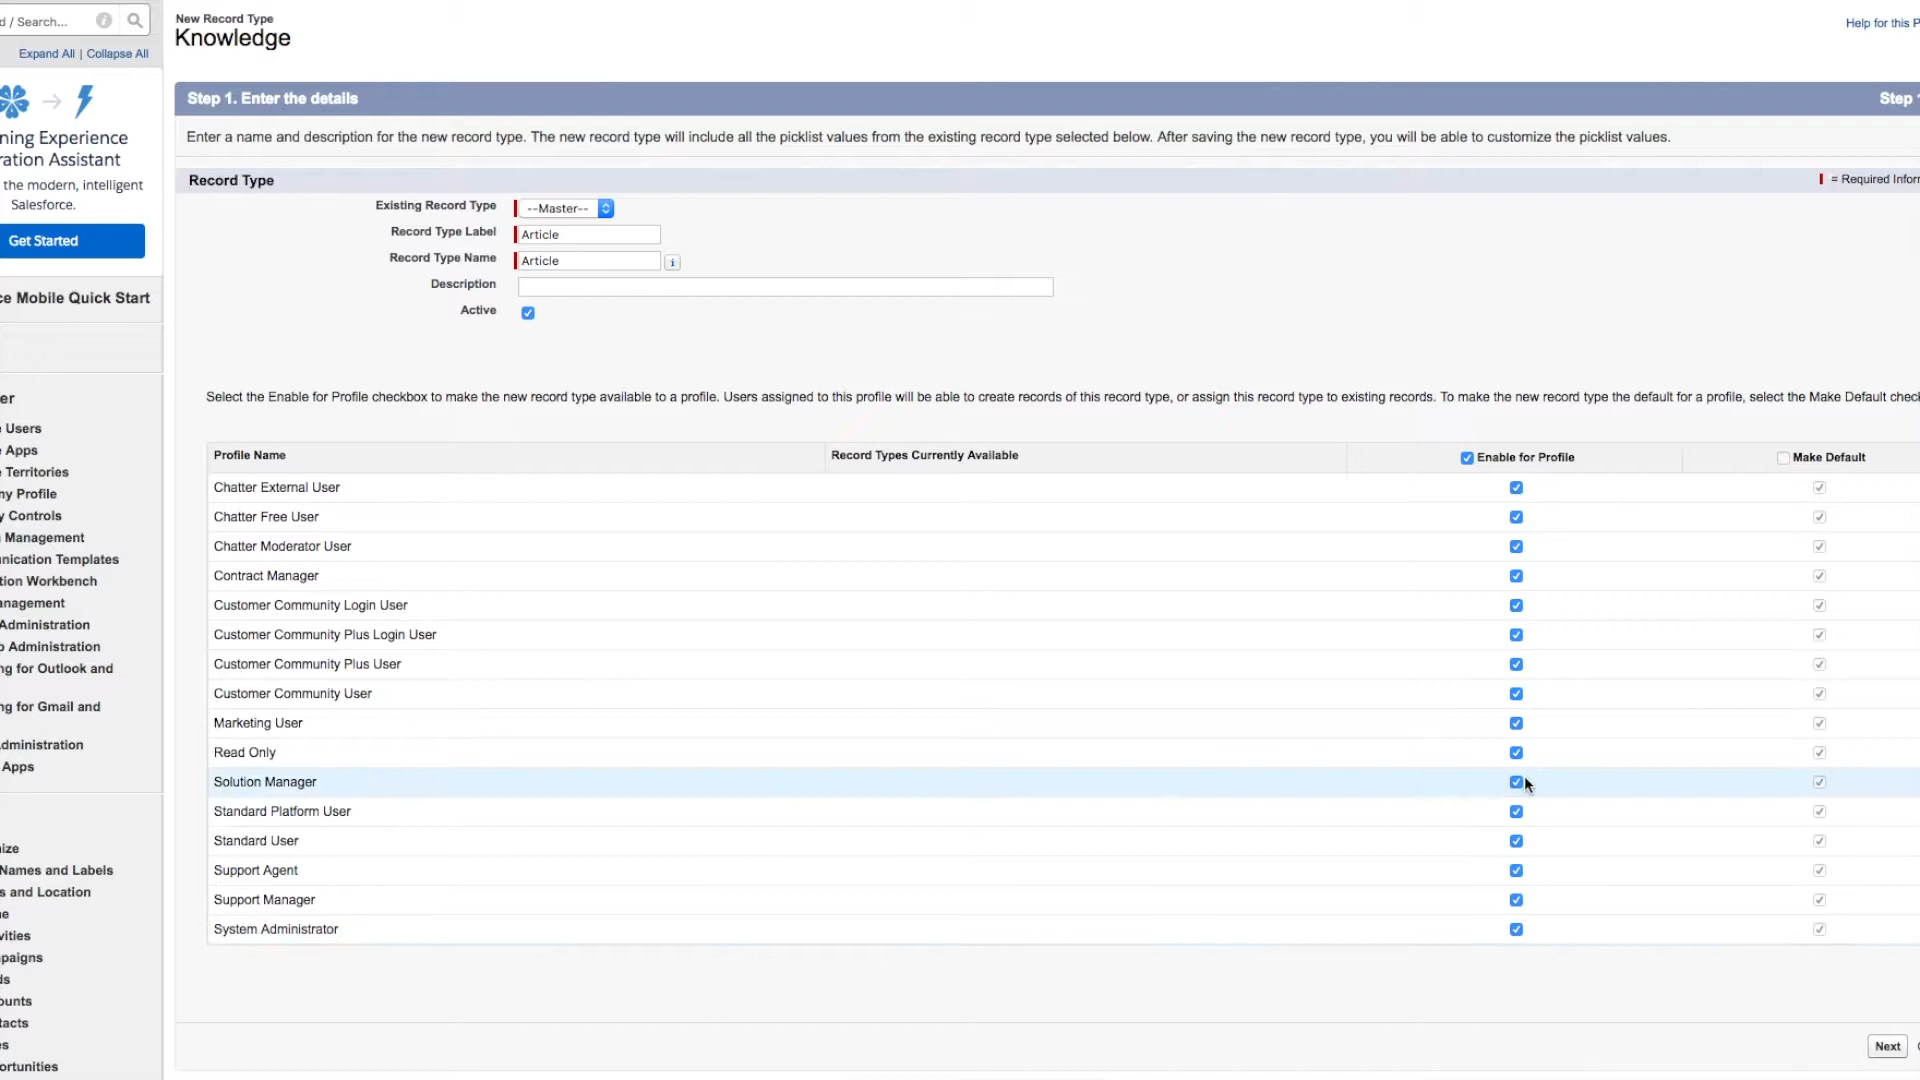 d / Search...
Expand All | Collapse All
ning Experience
ration Assistant
the modern, intelligent
Salesforce.
Get Started
ce Mobile Quick Start
er
e Users
e Apps
e Territories
ny Profile
y Controls
n Management
unication Templates
tion Workbench
anagement
Administration
p Administration
ng for Outlook and
ng for Gmail and
dministration
Apps
ize
Names and Labels
s and Location
ne
vities
mpaigns
ds
ounts
tacts
es
ortunities
New Record Type
Knowledge
Help for this P
Step 1. Enter the details
Step 1
Enter a name and description for the new record type. The new record type will include all the picklist values from the existing record type selected below. After saving the new record type, you will be able to customize the picklist values.
Record Type
= Required Infor
Existing Record Type --Master--
Record Type Label Article
Record Type Name Article
Description
Active
Select the Enable for Profile checkbox to make the new record type available to a profile. Users assigned to this profile will be able to create records of this record type, or assign this record type to existing records. To make the new record type the default for a profile, select the Make Default check
Profile Name Record Types Currently Available Enable for Profile Make Default
Chatter External User
Chatter Free User
Chatter Moderator User
Contract Manager
Customer Community Login User
Customer Community Plus Login User
Customer Community Plus User
Customer Community User
Marketing User
Read Only
Solution Manager
Standard Platform User
Standard User
Support Agent
Support Manager
System Administrator
Next